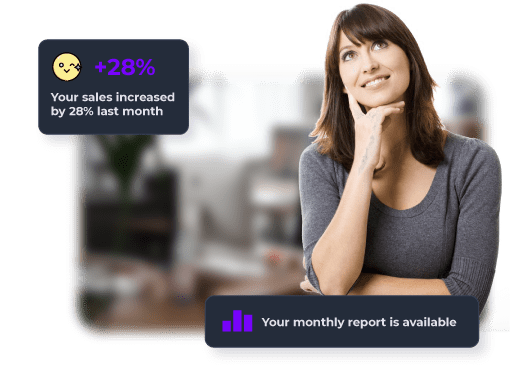 +28%
Your sales increased
by 28% last month
Your monthly report is available